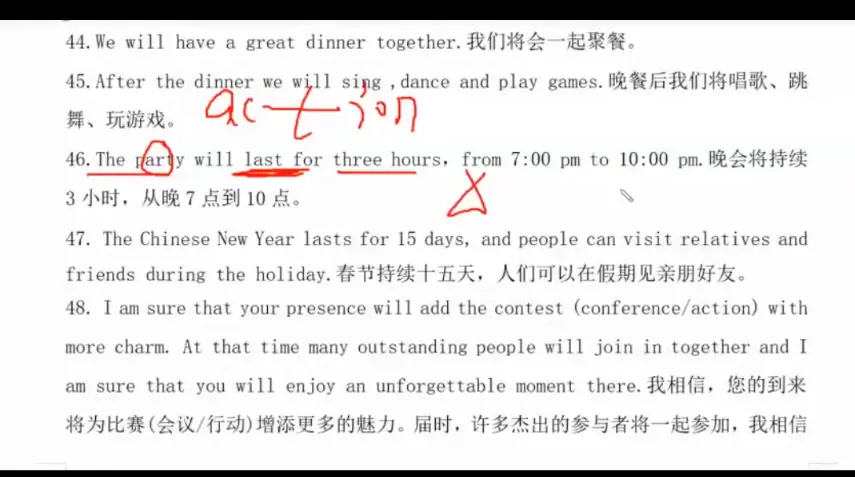 44.We will have a great dinner together.我们将会一起聚餐。
45.After the dinner we will sing ,dance and play games.晚餐后我们将唱歌、跳
舞、玩游戏。
action
46.The party will last for three hours, from 7:00 pm to 10:00 pm.晚会将持续
3小时，从晚7点到10点。
47. The Chinese New Year lasts for 15 days, and people can visit relatives and
friends during the holiday.春节持续十五天，人们可以在假期见亲朋好友。
48. I am sure that your presence will add the contest (conference/action) with
more charm. At that time many outstanding people will join in together and I
am sure that you will enjoy an unforgettable moment there.我相信，您的到来
将为比赛(会议/行动)增添更多的魅力。届时，许多杰出的参与者将一起参加，我相信